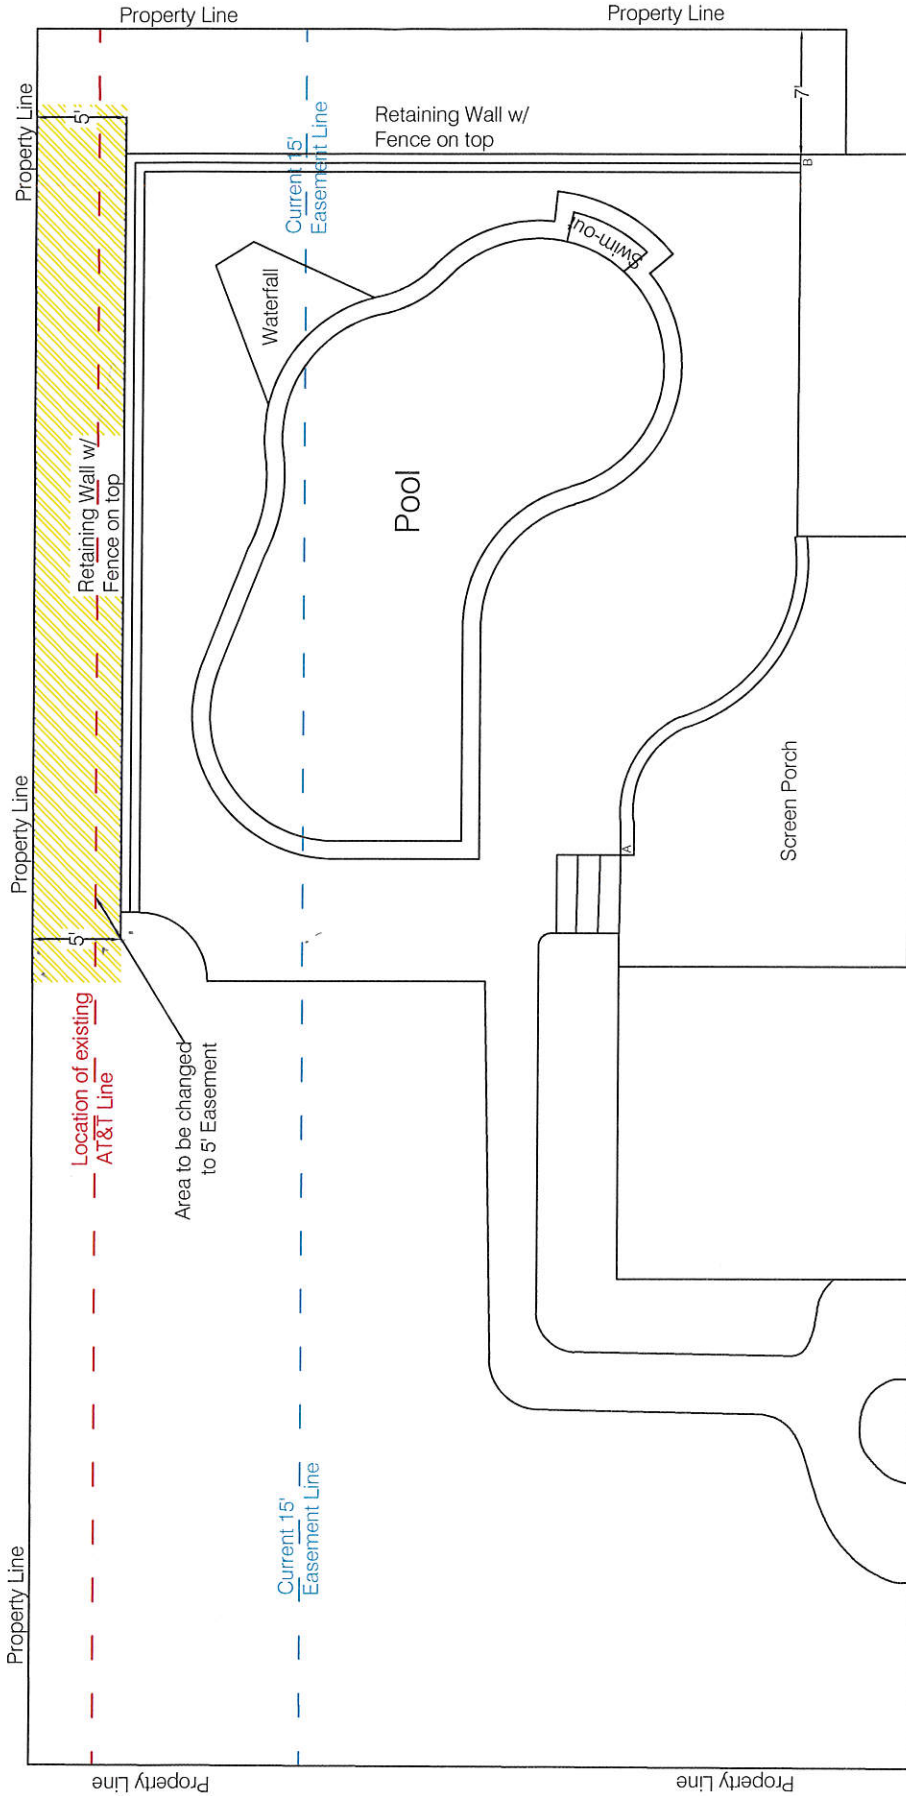 Property Line
Property Line
Property Line
Property Line
Property Line
5'
Retaining Wall w/
Fence on top
Current 15'
Easement Line
7'
B
Waterfall
Swim-out
Retaining Wall w/
Fence on top
Pool
Screen Porch
A
5'
Location of existing
AT&T Line
Area to be changed
to 5' Easement
Current 15'
Easement Line
Property Line
Property Line